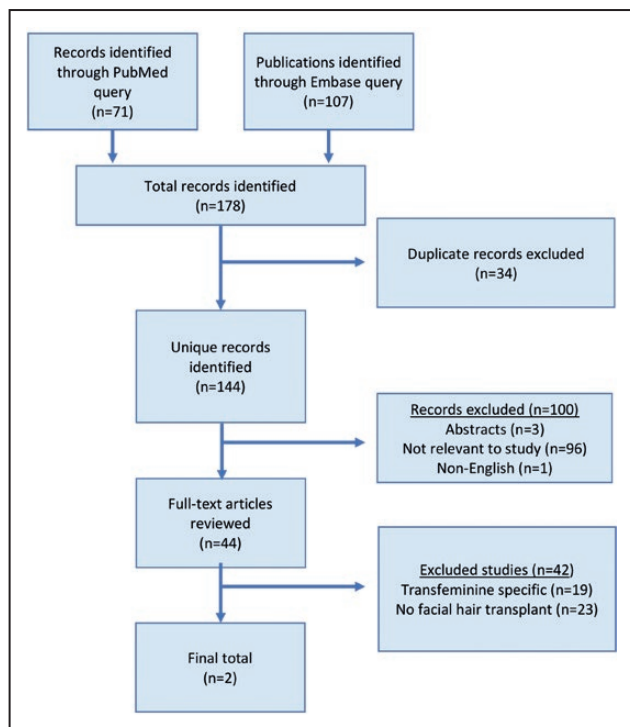 Records identified
through PubMed
query
(n=71)
Publications identified
through Embase query
(n=107)
Total records identified
(n=178)
Duplicate records excluded
(n=34)
Unique records
identified
(n=144)
Records excluded (n=100)
Abstracts (n=3)
Not relevant to study (n=96)
Non-English (n=1)
Full-text articles
reviewed
(n=44)
Excluded studies (n=42)
Transfeminine specific (n=19)
No facial hair transplant (n=23)
Final total
(n=2)